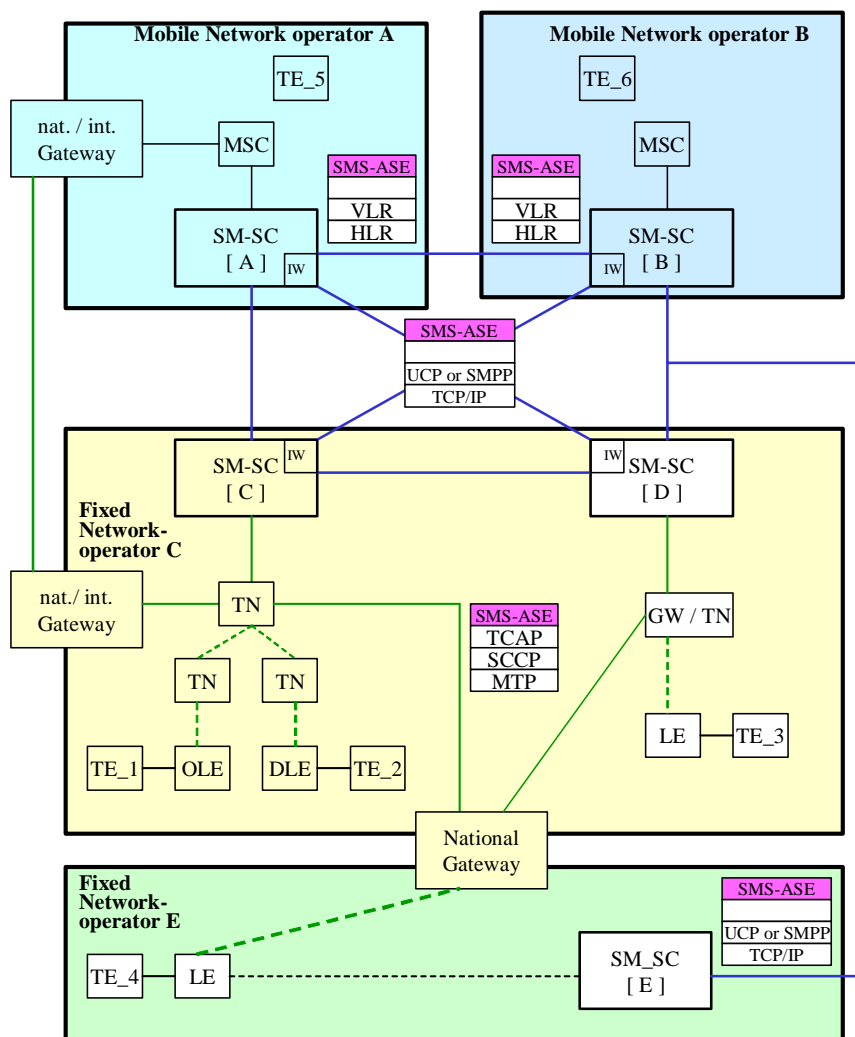 Mobile Network operator A
Mobile Network operator B
TE_5
TE_6
nat. / int.
Gateway
MSC
MSC
SMS-ASE
VLR
HLR
SMS-ASE
VLR
HLR
SM-SC
[ A ]
IW
SM-SC
[ B ]
IW
SMS-ASE
UCP or SMPP
TCP/IP
SM-SC
[ C ]
IW
SM-SC
[ D ]
IW
Fixed
Network-
operator C
nat./ int.
Gateway
TN
SMS-ASE
TCAP
SCCP
MTP
GW / TN
TN
TN
LE
TE_3
TE_1
OLE
DLE
TE_2
National
Gateway
Fixed
Network-
operator E
SMS-ASE
UCP or SMPP
TCP/IP
TE_4
LE
SM_SC
[ E ]